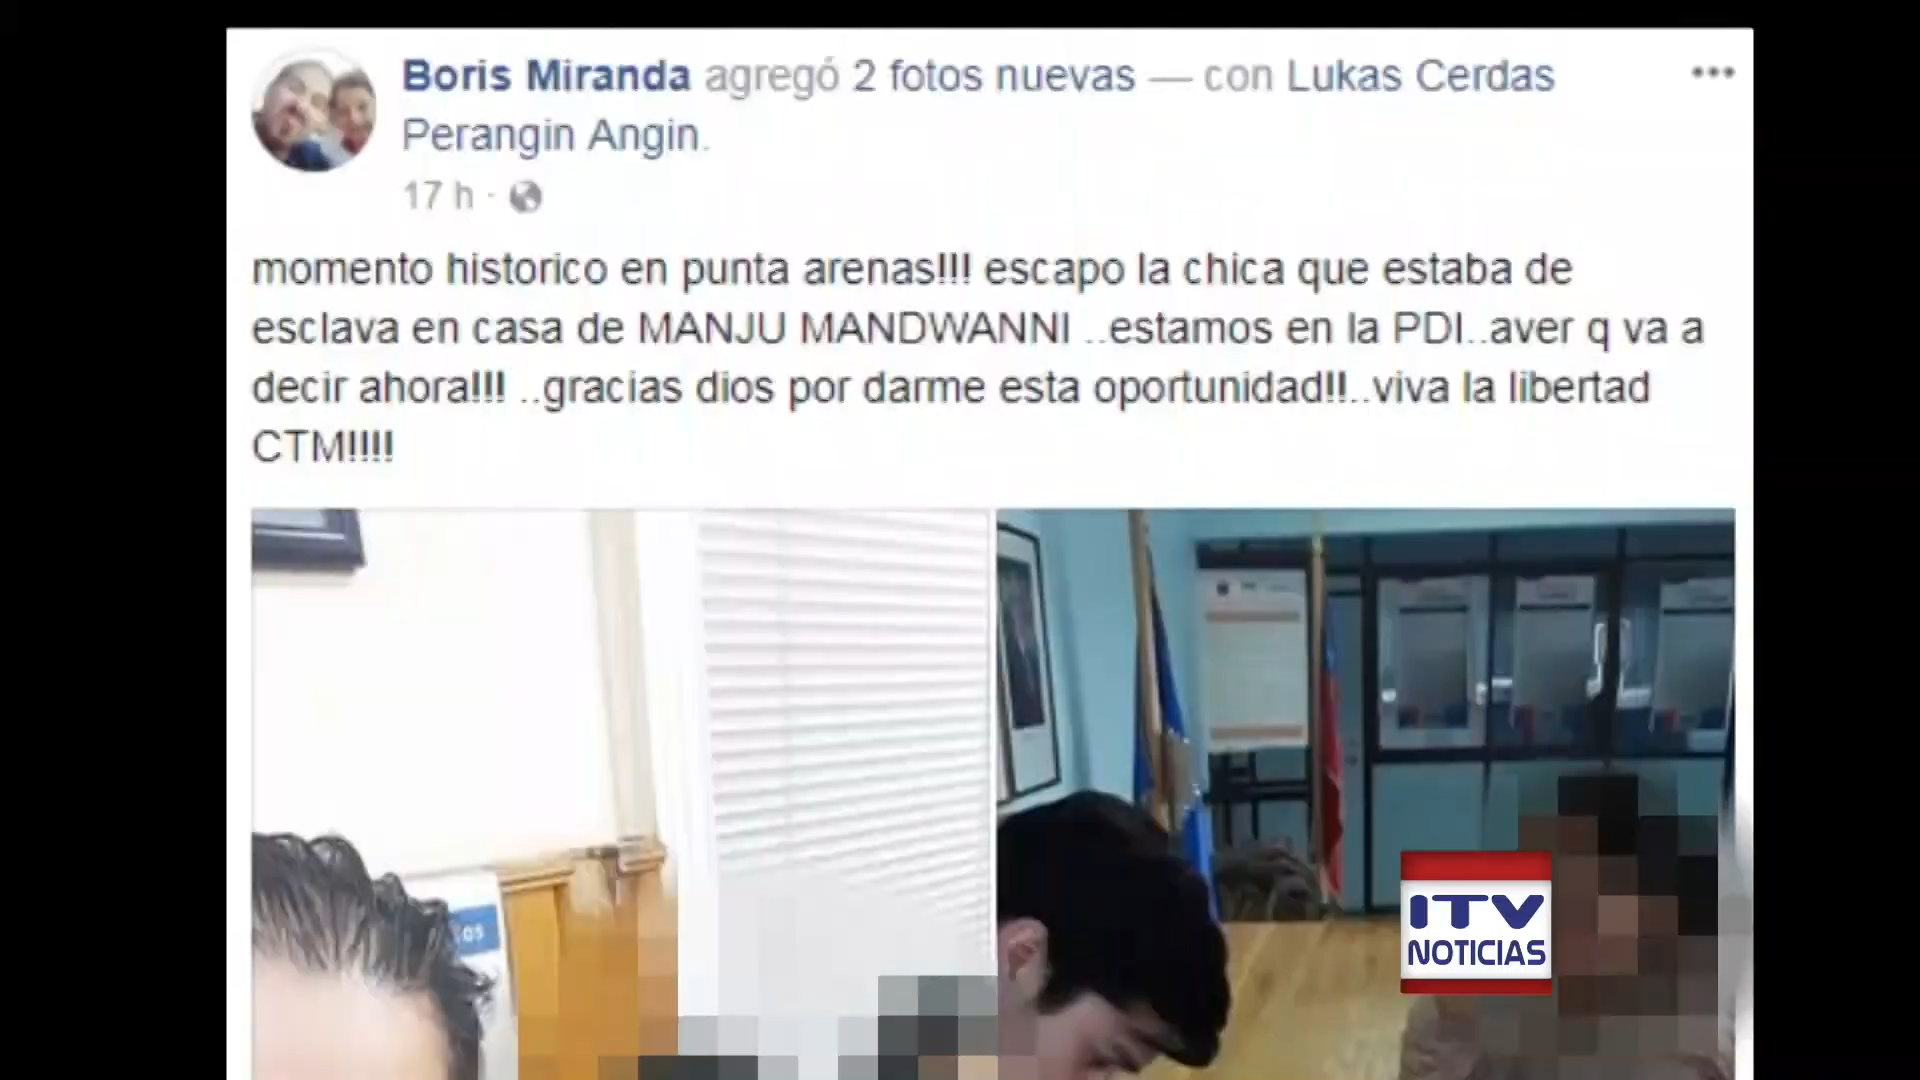 Boris Miranda agregó 2 fotos nuevas — con Lukas Cerdas
Perangin Angin.
17 h ·
momento historico en punta arenas!!! escapo la chica que estaba de
esclava en casa de MANJU MANDWANNI ..estamos en la PDI..aver q va a
decir ahora!!! ..gracias dios por darme esta oportunidad!!..viva la libertad
CTM!!!!
ITV
NOTICIAS